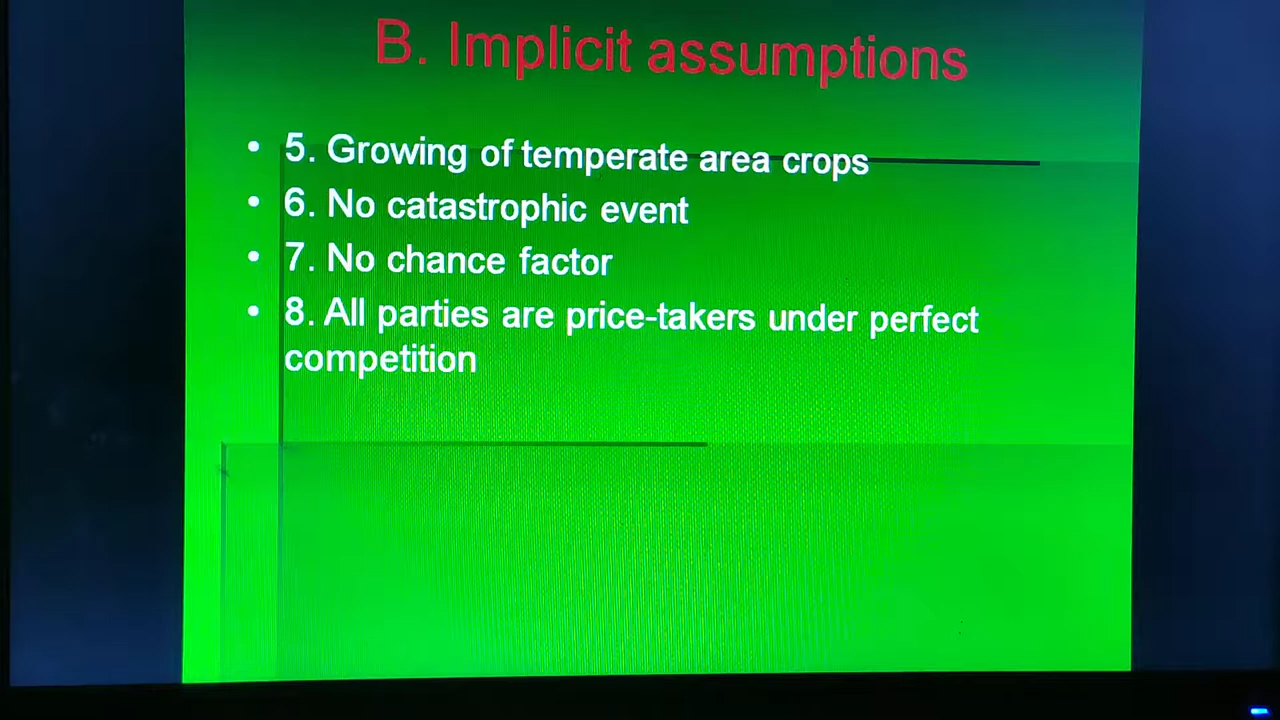 B. Implicit assumptions
• 5. Growing of temperate area crops
• 6. No catastrophic event
• 7. No chance factor
• 8. All parties are price-takers under perfect
competition